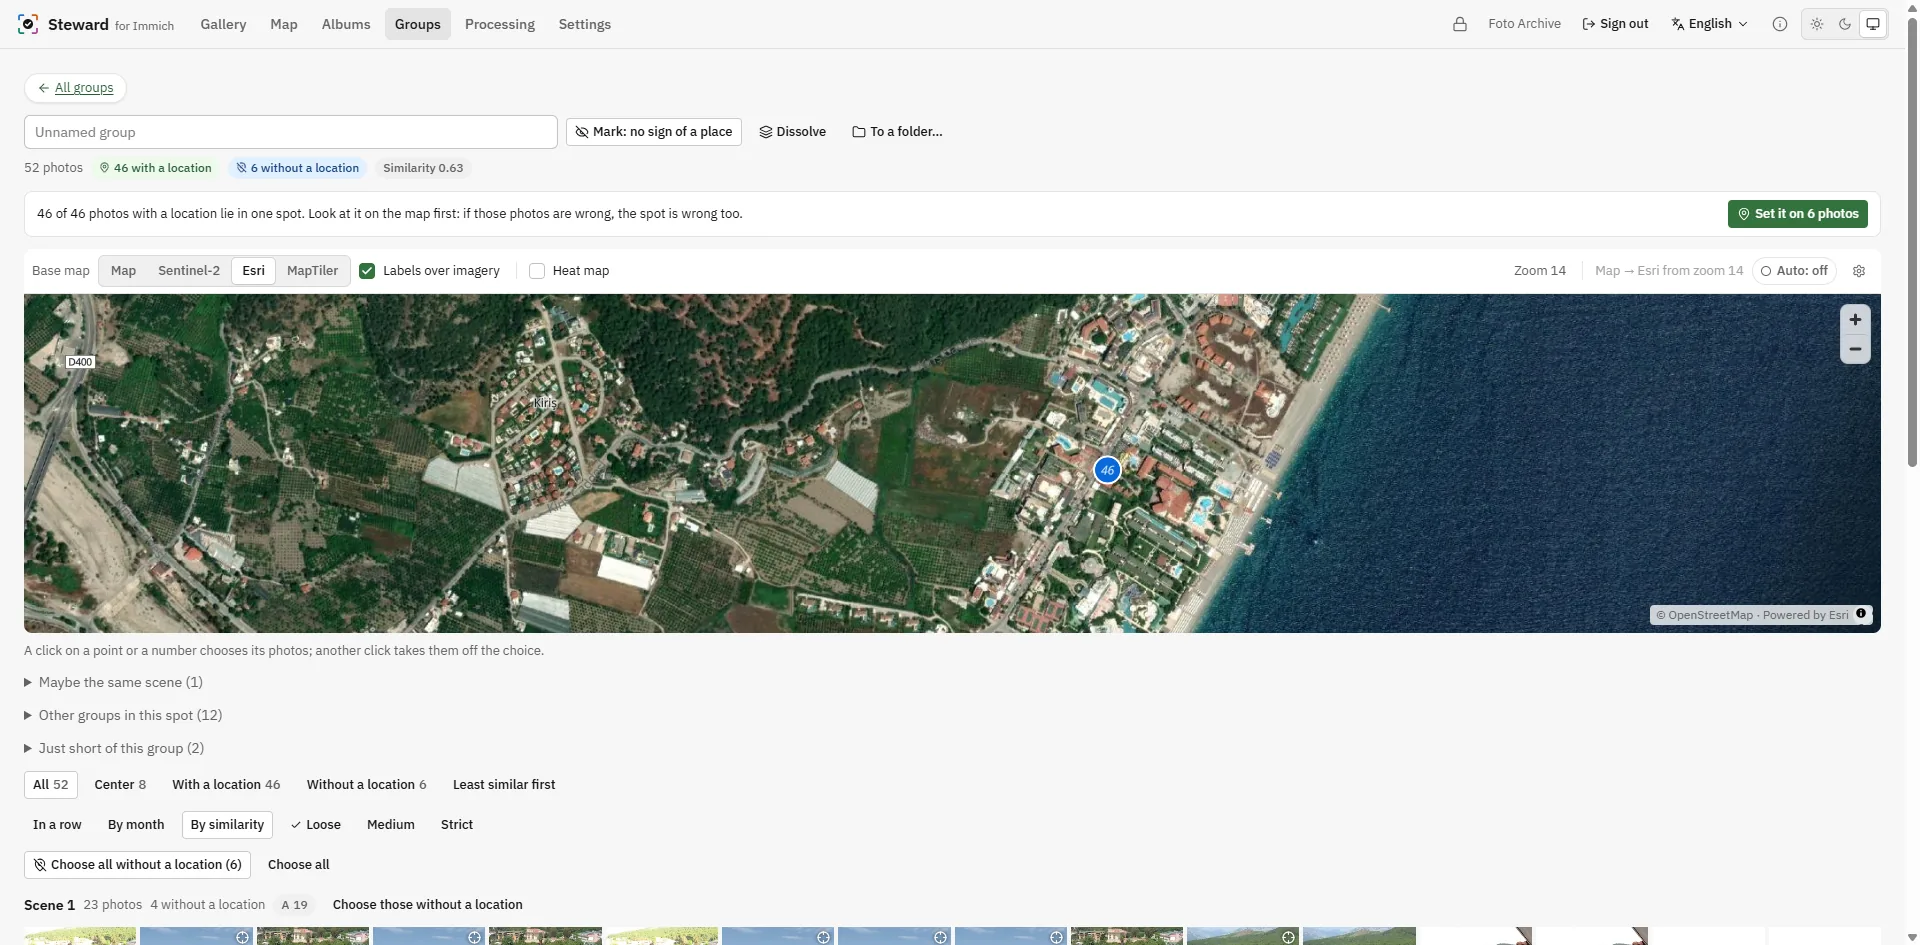 Steward for Immich Gallery Map Albums Groups Processing Settings Foto Archive Sign out English
All groups
Unnamed group Mark: no sign of a place Dissolve To a folder...
52 photos 46 with a location 6 without a location Similarity 0.63
46 of 46 photos with a location lie in one spot. Look at it on the map first: if those photos are wrong, the spot is wrong too. Set it on 6 photos
Base map Map Sentinel-2 Esri MapTiler Labels over imagery Heat map Zoom 14 Map → Esri from zoom 14 Auto: off
D400
Kiriş
46
© OpenStreetMap · Powered by Esri
A click on a point or a number chooses its photos; another click takes them off the choice.
Maybe the same scene (1)
Other groups in this spot (12)
Just short of this group (2)
All 52 Center 8 With a location 46 Without a location 6 Least similar first
In a row By month By similarity Loose Medium Strict
Choose all without a location (6) Choose all
Scene 1 23 photos 4 without a location A 19 Choose those without a location